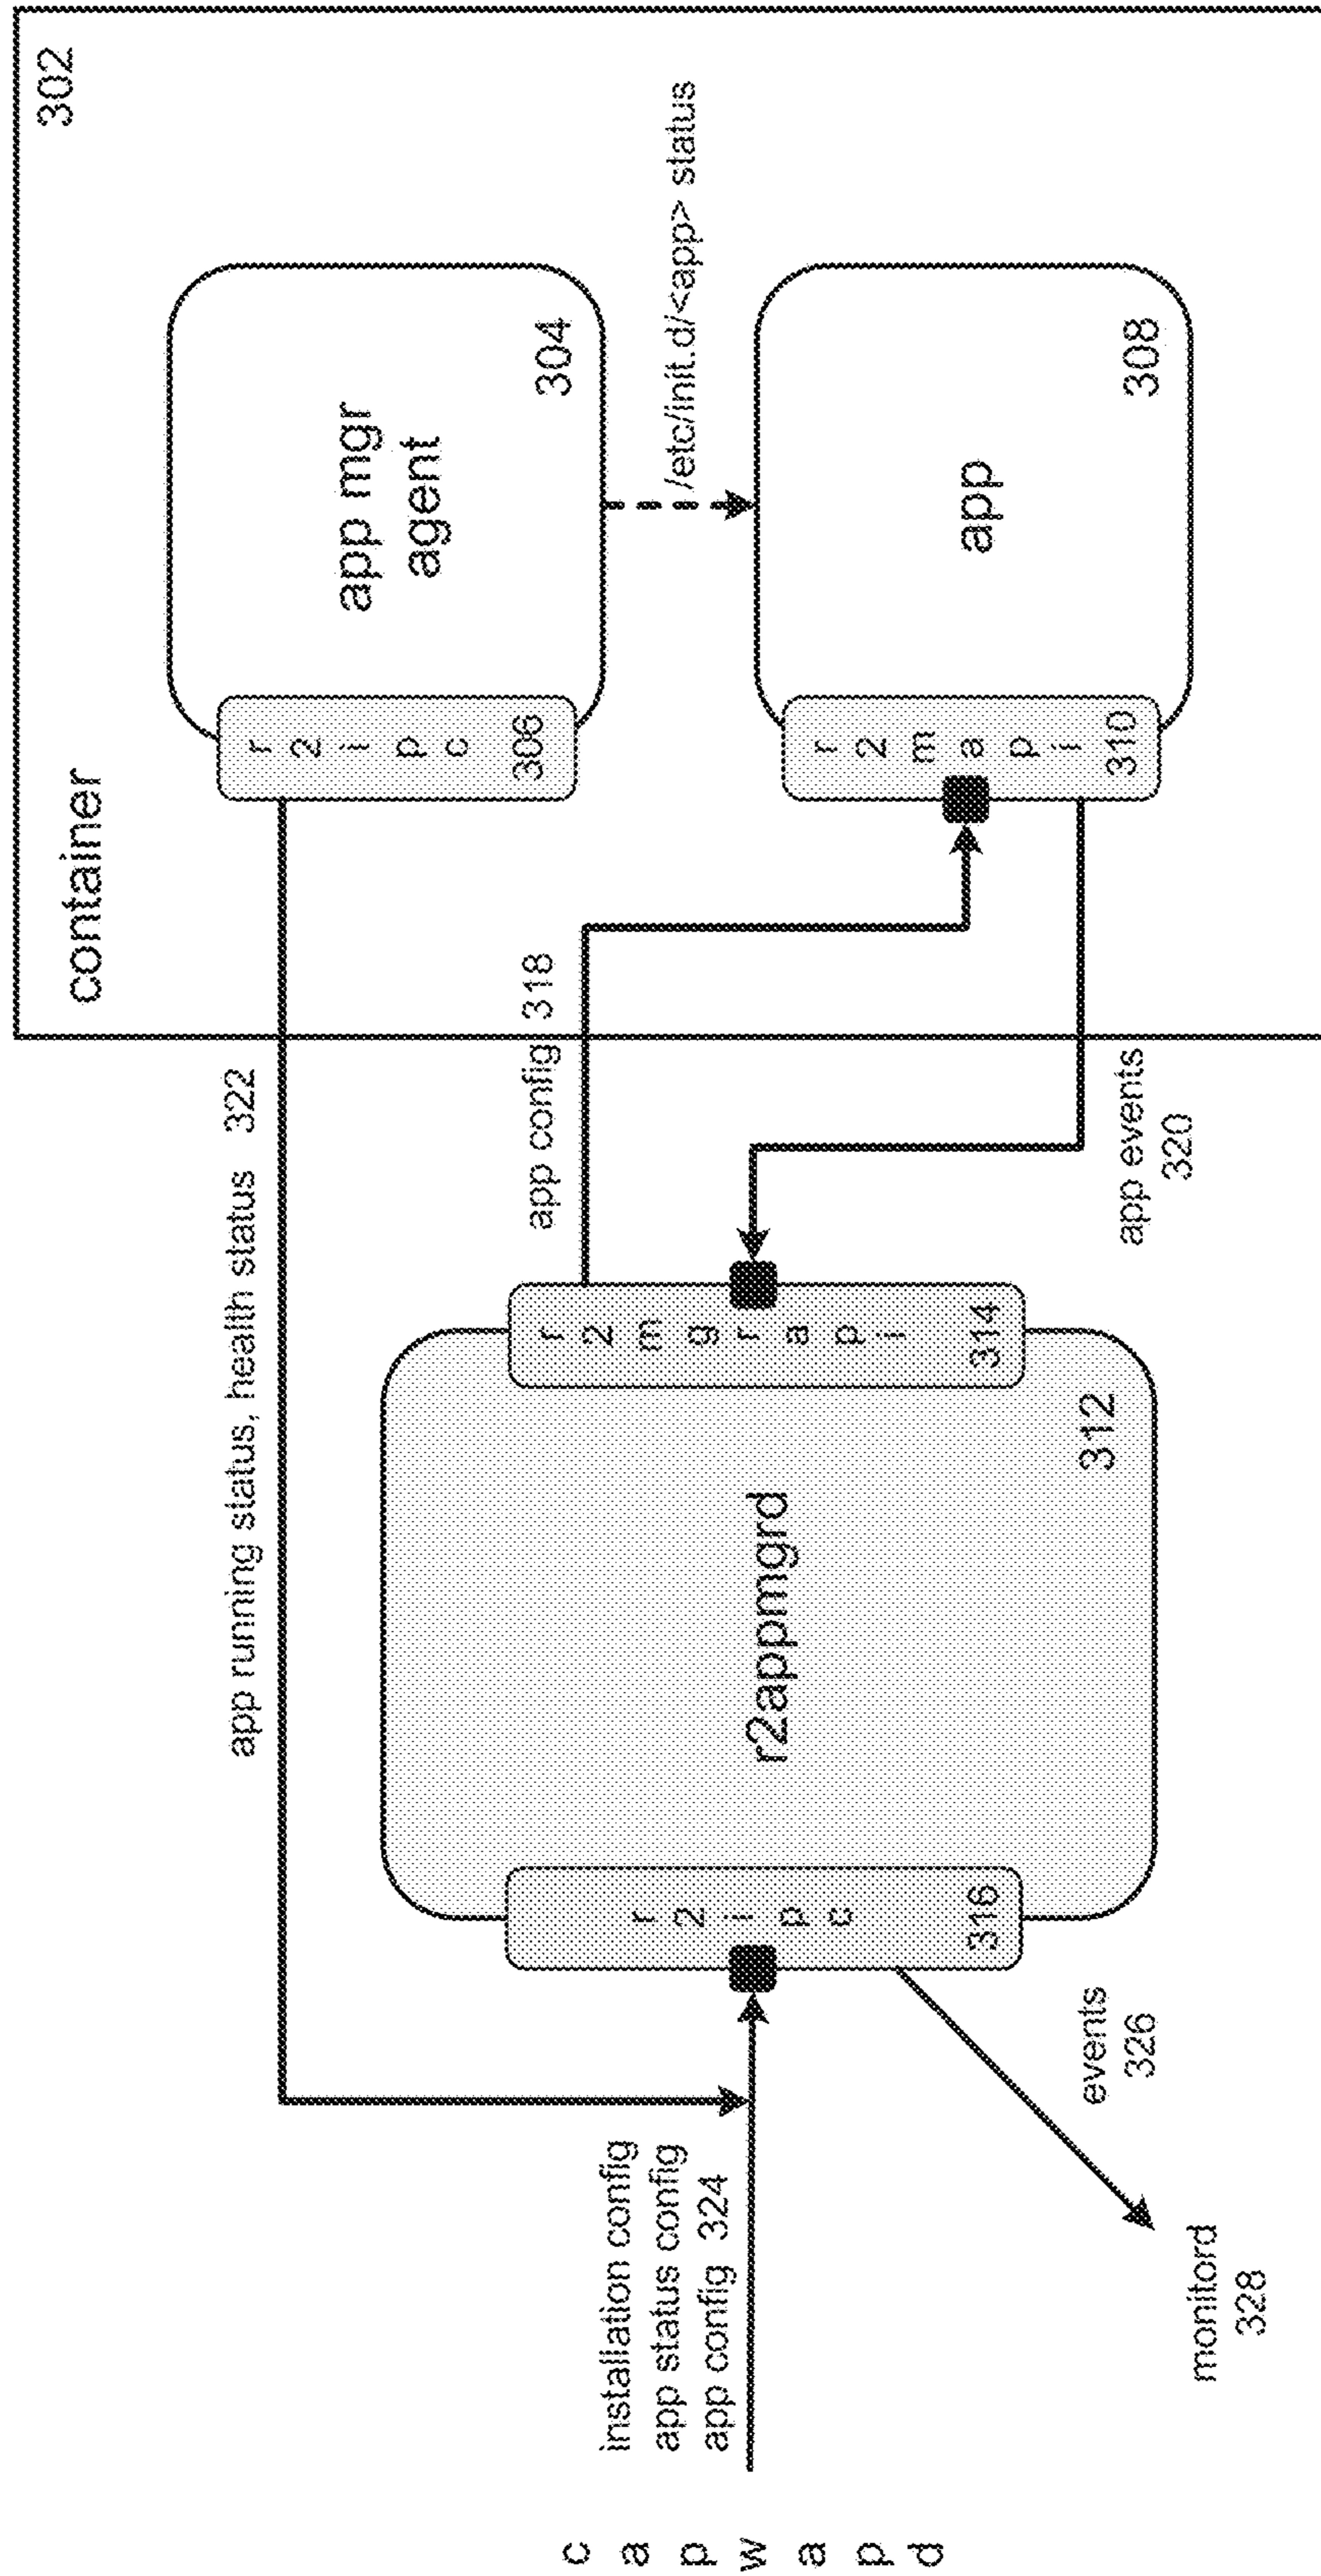 container
302
app mgr
agent
304
r2ipc
306
/etc/init.d/<app> status
app
308
r2mapi
310
app running status, health status 322
app config 318
app events
320
r2mgrapi
314
r2appmgrd
312
r2ipc
316
installation config
app status config
app config 324
events
326
monitord
328
capwapd